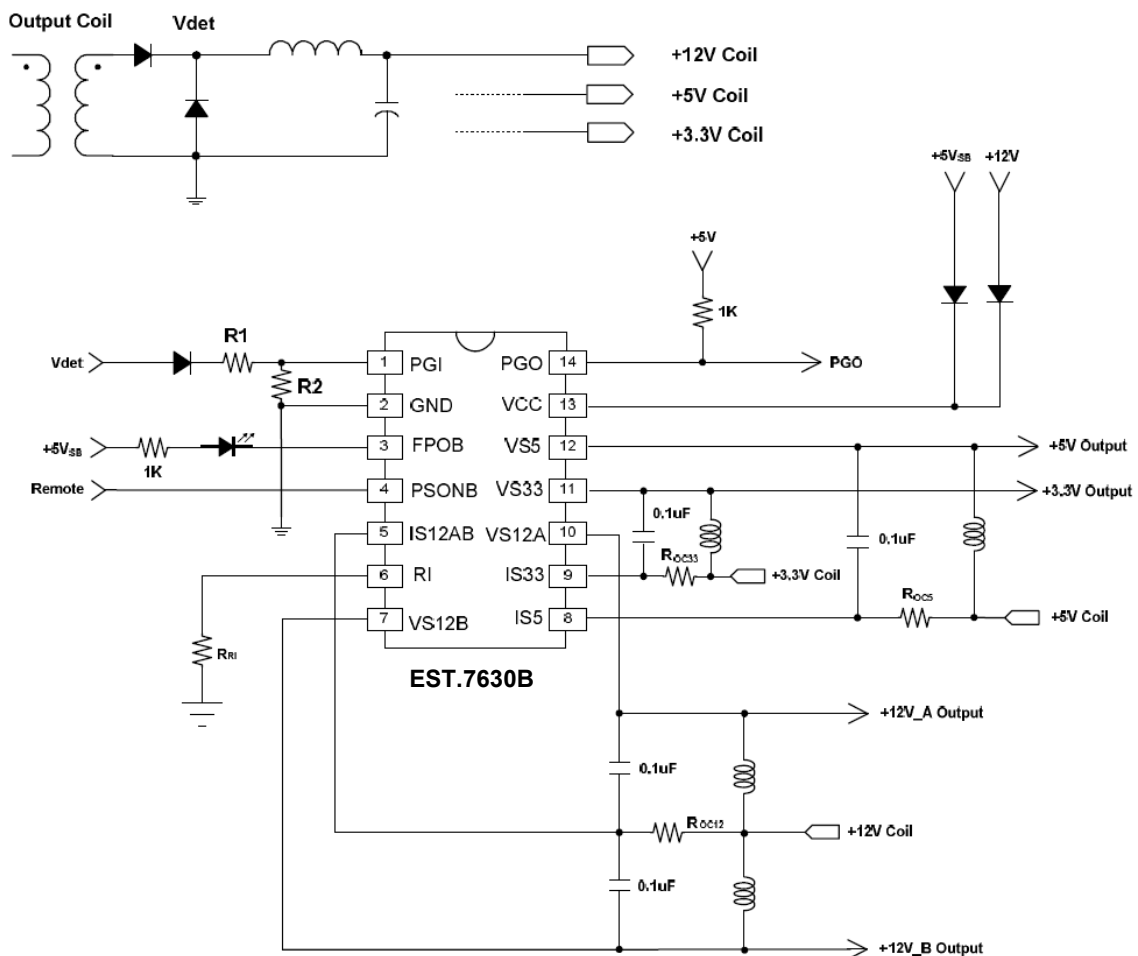 Output Coil
Vdet
+12V Coil
+5V Coil
+3.3V Coil
+5VSB
+12V
+5V
1K
Vdet
R1
R2
1
PGI
PGO
14
PGO
2
GND
VCC
13
+5VSB
1K
3
FPOB
VS5
12
+5V Output
Remote
4
PSONB
VS33
11
+3.3V Output
0.1uF
0.1uF
5
IS12AB
VS12A
10
ROC33
6
RI
IS33
9
+3.3V Coil
ROC5
7
VS12B
IS5
8
+5V Coil
RRI
EST.7630B
+12V_A Output
0.1uF
ROC12
+12V Coil
0.1uF
+12V_B Output